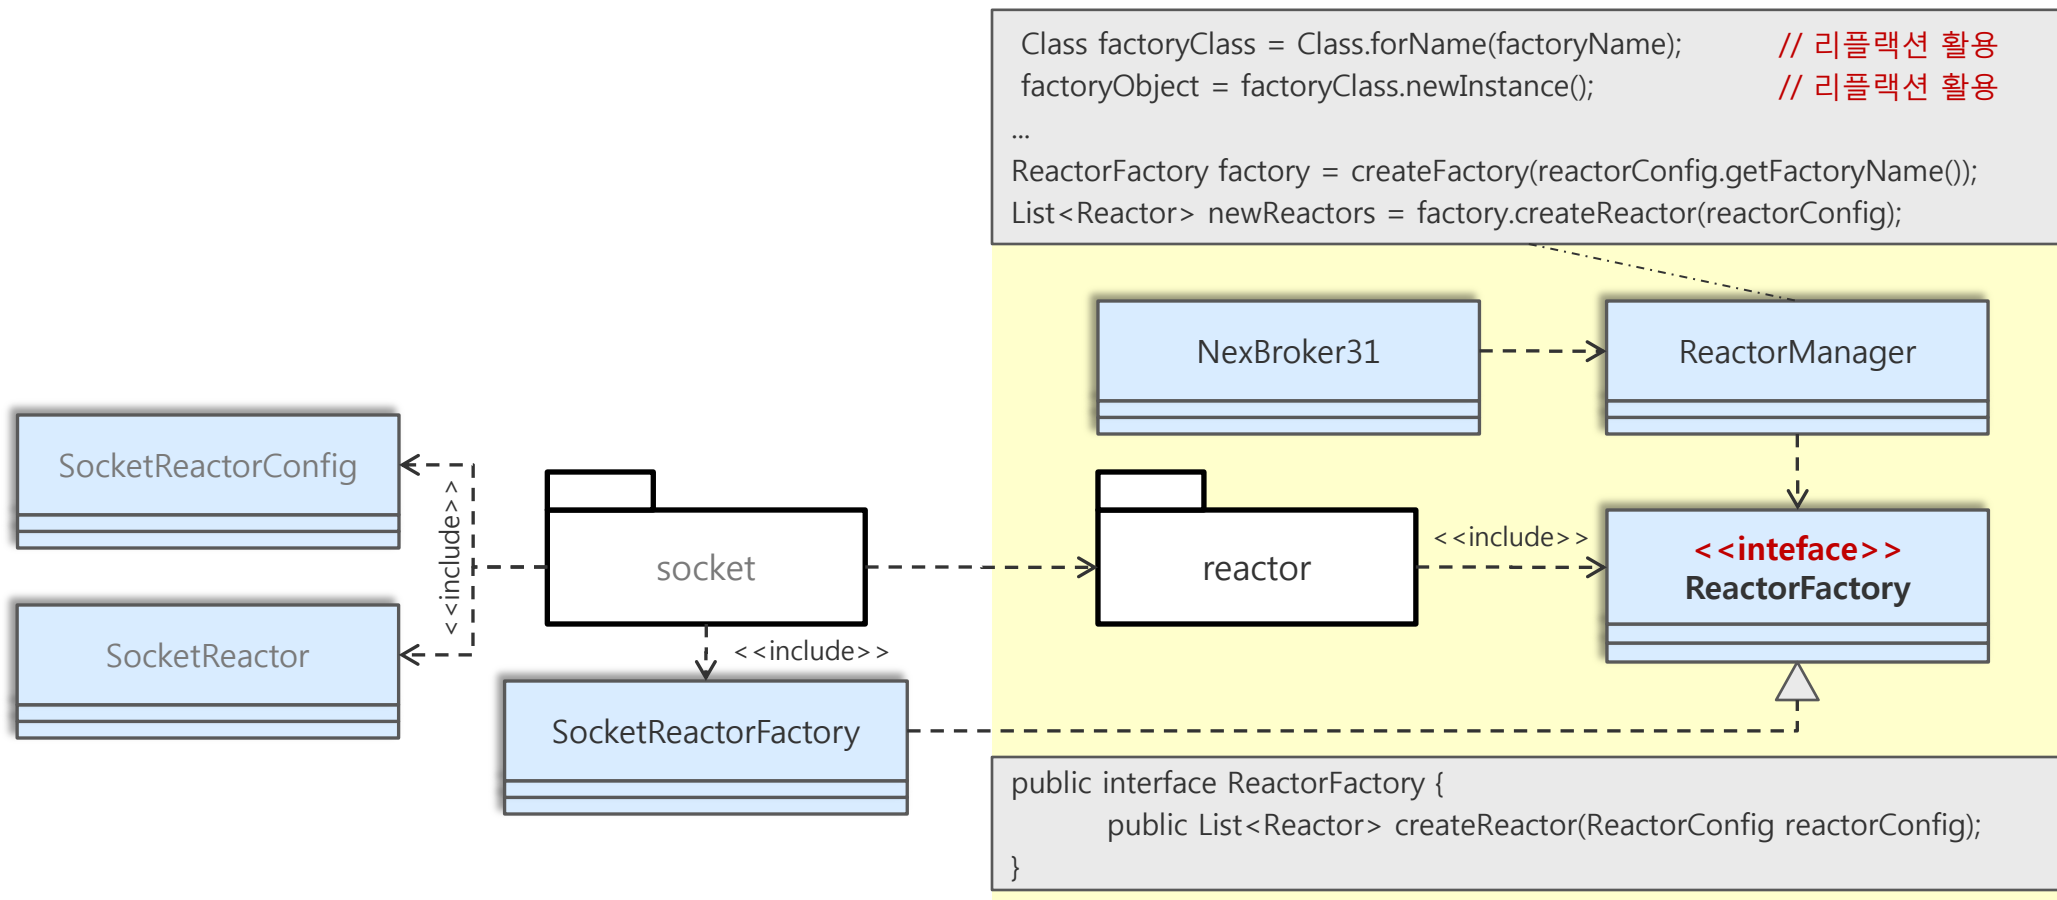 Class factoryClass = Class.forName(factoryName); // 리플랙션 활용
factoryObject = factoryClass.newInstance(); // 리플랙션 활용
...
ReactorFactory factory = createFactory(reactorConfig.getFactoryName());
List<Reactor> newReactors = factory.createReactor(reactorConfig);
NexBroker31
ReactorManager
SocketReactorConfig
<<include>>
SocketReactor
socket
<<include>>
SocketReactorFactory
reactor
<<include>>
<<inteface>>
ReactorFactory
public interface ReactorFactory {
public List<Reactor> createReactor(ReactorConfig reactorConfig);
}